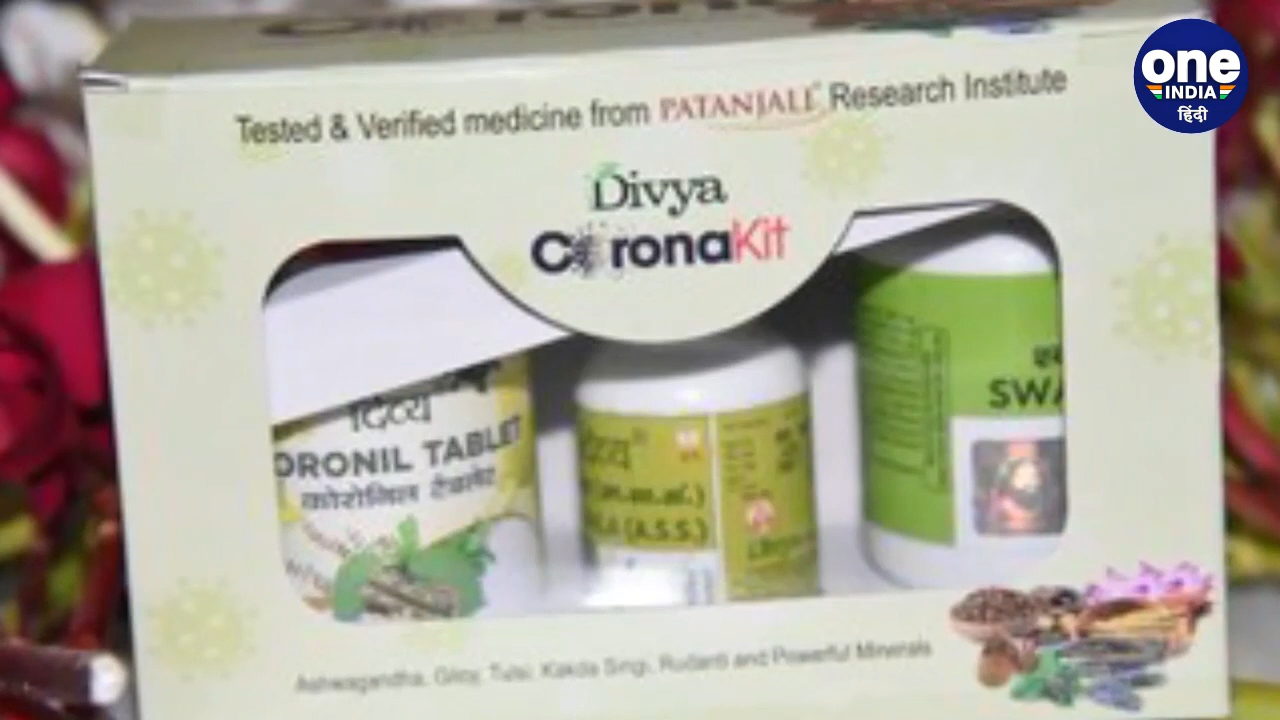 one
INDIA
हिंदी
Tested & Verified medicine from PATANJALI Research Institute
Divya
CoronaKit
दिव्य
ORONIL TABLET
कोरोनिल टैबलेट
LA (A.S.S.)
SWA
Ashwagandha, Giloy, Tulsi, Kakda Singi, Rudanti and Powerful Minerals